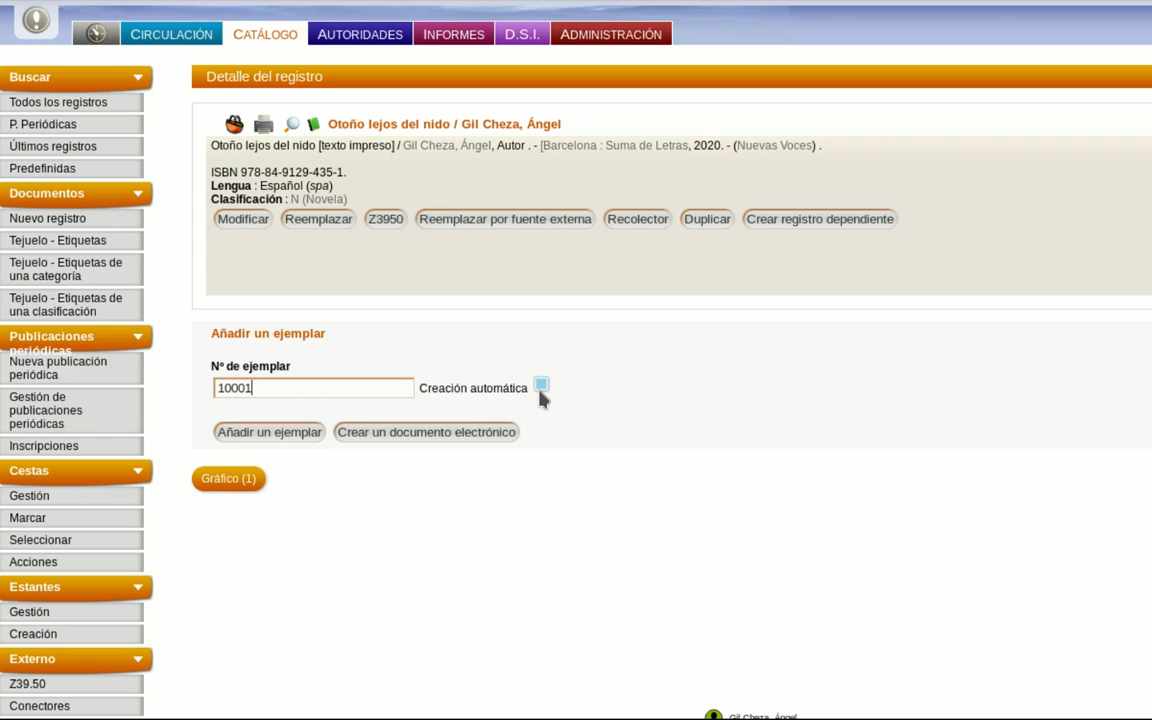 CIRCULACIÓN CATÁLOGO AUTORIDADES INFORMES D.S.I. ADMINISTRACIÓN
Buscar
Todos los registros
P. Periódicas
Últimos registros
Predefinidas
Documentos
Nuevo registro
Tejuelo - Etiquetas
Tejuelo - Etiquetas de
una categoría
Tejuelo - Etiquetas de
una clasificación
Publicaciones
periódicas
Nueva publicación
periódica
Gestión de
publicaciones
periódicas
Inscripciones
Cestas
Gestión
Marcar
Seleccionar
Acciones
Estantes
Gestión
Creación
Externo
Z39.50
Conectores
Detalle del registro
Otoño lejos del nido / Gil Cheza, Ángel
Otoño lejos del nido [texto impreso] / Gil Cheza, Ángel, Autor . - [Barcelona : Suma de Letras, 2020. - (Nuevas Voces) .
ISBN 978-84-9129-435-1.
Lengua : Español (spa)
Clasificación : N (Novela)
Modificar Reemplazar Z3950 Reemplazar por fuente externa Recolector Duplicar Crear registro dependiente
Añadir un ejemplar
Nº de ejemplar
10001 Creación automática
Añadir un ejemplar Crear un documento electrónico
Gráfico (1)
Gil Cheza, Ángel